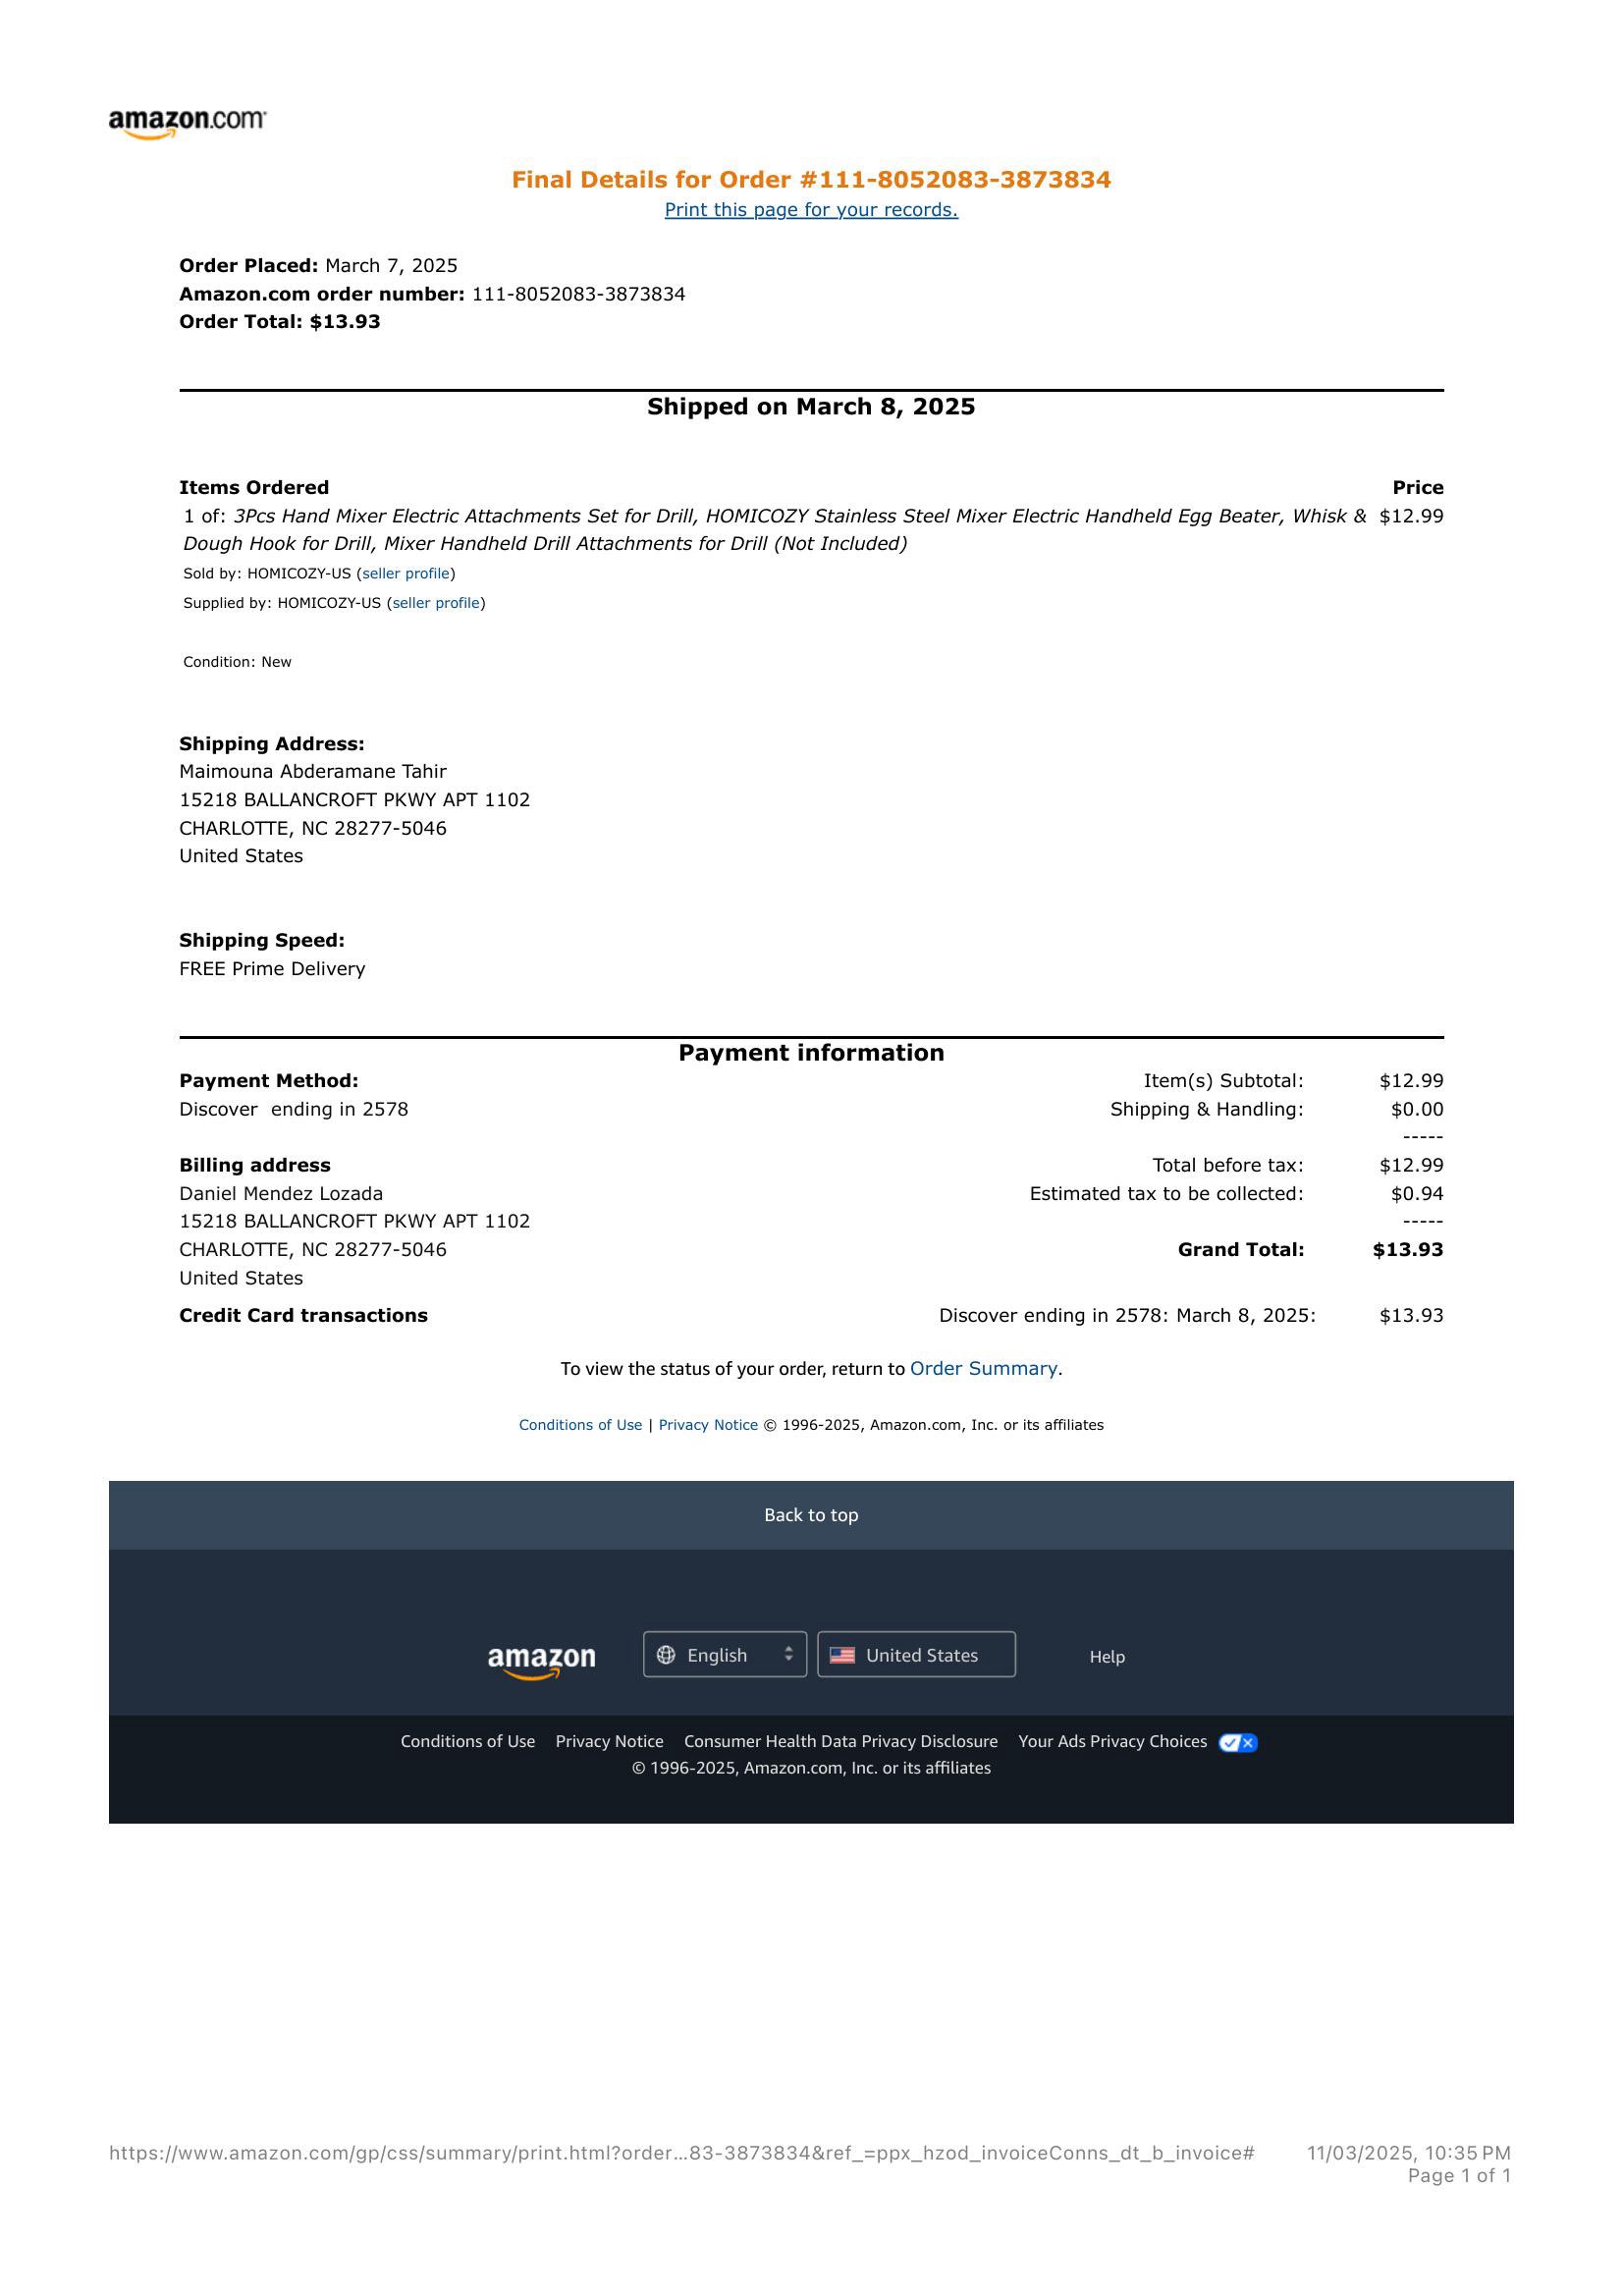 amazon.com
Final Details for Order #111-8052083-3873834
Print this page for your records.
Order Placed: March 7, 2025
Amazon.com order number: 111-8052083-3873834
Order Total: $13.93
Shipped on March 8, 2025
Items Ordered Price
1 of: 3Pcs Hand Mixer Electric Attachments Set for Drill, HOMICOZY Stainless Steel Mixer Electric Handheld Egg Beater, Whisk & $12.99
Dough Hook for Drill, Mixer Handheld Drill Attachments for Drill (Not Included)
Sold by: HOMICOZY-US (seller profile)
Supplied by: HOMICOZY-US (seller profile)
Condition: New
Shipping Address:
Maimouna Abderamane Tahir
15218 BALLANCROFT PKWY APT 1102
CHARLOTTE, NC 28277-5046
United States
Shipping Speed:
FREE Prime Delivery
Payment information
Payment Method: Item(s) Subtotal: $12.99
Discover ending in 2578 Shipping & Handling: $0.00
-----
Billing address Total before tax: $12.99
Daniel Mendez Lozada Estimated tax to be collected: $0.94
15218 BALLANCROFT PKWY APT 1102 -----
CHARLOTTE, NC 28277-5046 Grand Total: $13.93
United States
Credit Card transactions Discover ending in 2578: March 8, 2025: $13.93
To view the status of your order, return to Order Summary.
Conditions of Use | Privacy Notice © 1996-2025, Amazon.com, Inc. or its affiliates
Back to top
amazon English United States Help
Conditions of Use Privacy Notice Consumer Health Data Privacy Disclosure Your Ads Privacy Choices
© 1996-2025, Amazon.com, Inc. or its affiliates
https://www.amazon.com/gp/css/summary/print.html?order…83-3873834&ref_=ppx_hzod_invoiceConns_dt_b_invoice# 11/03/2025, 10:35 PM
Page 1 of 1